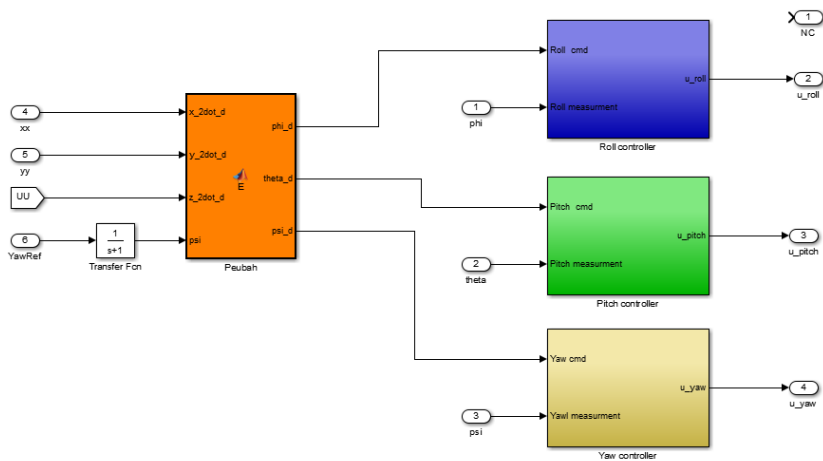 4
xx
5
yy
UU
6
YawRef
1
s+1
Transfer Fcn
x_2dot_d
y_2dot_d
z_2dot_d
psi
E
phi_d
theta_d
psi_d
Peubah
1
phi
Roll  cmd
Roll measurment
u_roll
Roll controller
2
theta
Pitch  cmd
Pitch measurment
u_pitch
Pitch controller
3
psi
Yaw cmd
Yawl measurment
u_yaw
Yaw controller
1
NC
2
u_roll
3
u_pitch
4
u_yaw